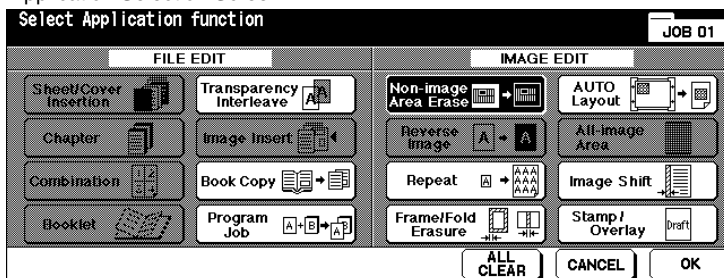 Select Application function
JOB 01
FILE EDIT
IMAGE EDIT
Sheet/Cover
Insertion
Transparency
Interleave
Non-image
Area Erase
AUTO
Layout
Chapter
Image Insert
Reverse
Image
All-image
Area
Combination
Book Copy
Repeat
Image Shift
Booklet
Program
Job
Frame/Fold
Erasure
Stamp/
Overlay
Draft
ALL
CLEAR
CANCEL
OK